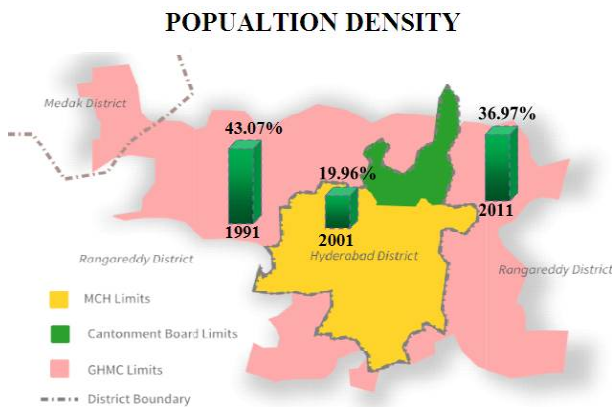 POPUALTION DENSITY
Medak District
43.07%
36.97%
19.96%
1991
2001
2011
Hyderabad District
Rangareddy District
Rangareddy District
MCH Limits
Cantonment Board Limits
GHMC Limits
District Boundary